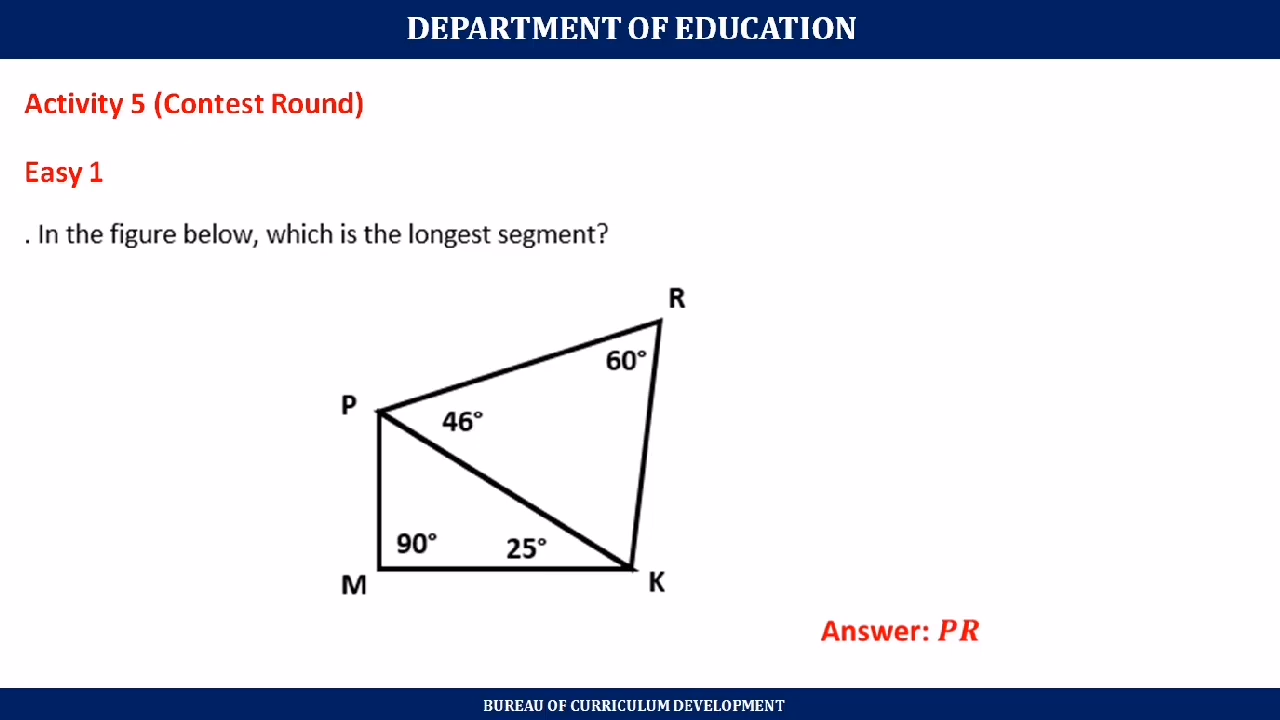 DEPARTMENT OF EDUCATION
Activity 5 (Contest Round)
Easy 1
. In the figure below, which is the longest segment?
R
60°
P
46°
90°
25°
M
K
Answer: PR
BUREAU OF CURRICULUM DEVELOPMENT